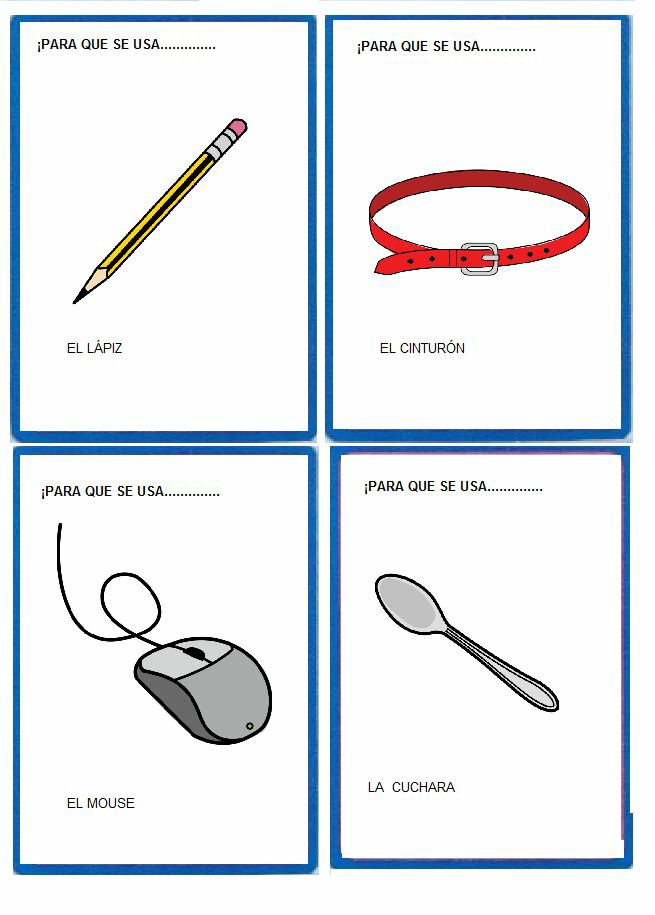 ¡PARA QUE SE USA..............
EL LÁPIZ
¡PARA QUE SE USA..............
EL CINTURÓN
¡PARA QUE SE USA..............
EL MOUSE
¡PARA QUE SE USA..............
LA CUCHARA